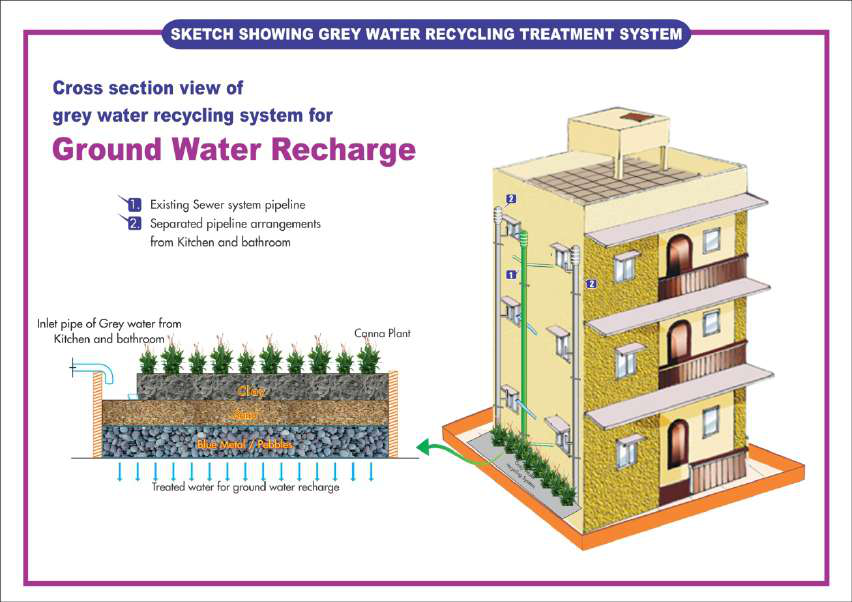 SKETCH SHOWING GREY WATER RECYCLING TREATMENT SYSTEM
Cross section view of
grey water recycling system for
Ground Water Recharge
1. Existing Sewer system pipeline
2. Separated pipeline arrangements
from Kitchen and bathroom
Inlet pipe of Grey water from
Kitchen and bathroom
Canna Plant
Clay
Sand
Blue Metal / Pebbles
Treated water for ground water recharge
2
1
2
recycling System